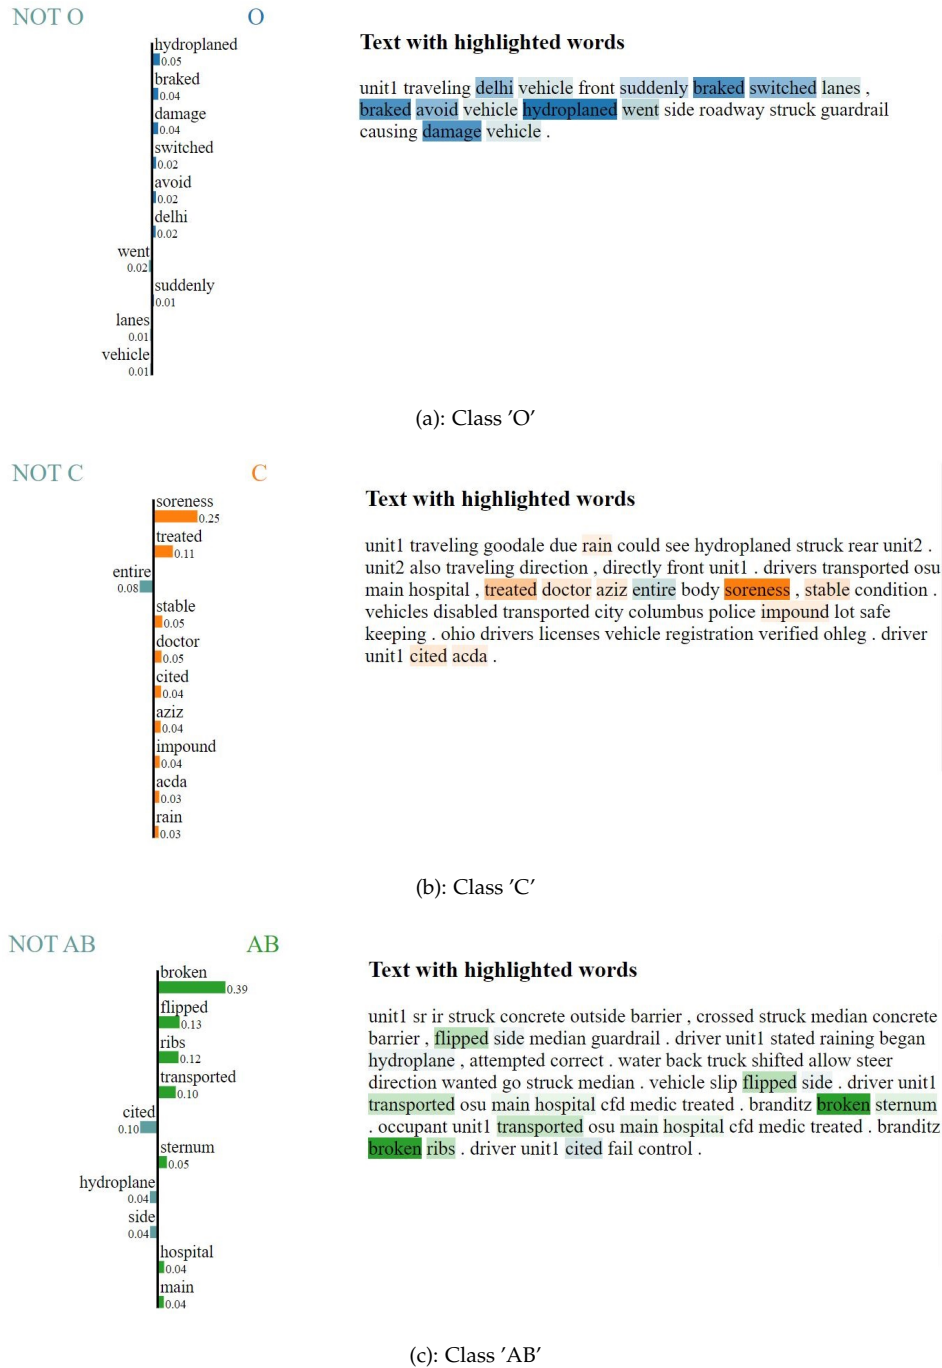 NOT O O
hydroplaned
0.05
braked
0.04
damage
0.04
switched
0.02
avoid
0.02
delhi
0.02
went
0.02
suddenly
0.01
lanes
0.01
vehicle
0.01
Text with highlighted words
unit1 traveling delhi vehicle front suddenly braked switched lanes ,
braked avoid vehicle hydroplaned went side roadway struck guardrail
causing damage vehicle .
(a): Class 'O'
NOT C C
soreness
0.25
treated
0.11
entire
0.08
stable
0.05
doctor
0.05
cited
0.04
aziz
0.04
impound
0.04
acda
0.03
rain
0.03
Text with highlighted words
unit1 traveling goodale due rain could see hydroplaned struck rear unit2 .
unit2 also traveling direction , directly front unit1 . drivers transported osu
main hospital , treated doctor aziz entire body soreness , stable condition .
vehicles disabled transported city columbus police impound lot safe
keeping . ohio drivers licenses vehicle registration verified ohleg . driver
unit1 cited acda .
(b): Class 'C'
NOT AB AB
broken
0.39
flipped
0.13
ribs
0.12
transported
0.10
cited
0.10
sternum
0.05
hydroplane
0.04
side
0.04
hospital
0.04
main
0.04
Text with highlighted words
unit1 sr ir struck concrete outside barrier , crossed struck median concrete
barrier , flipped side median guardrail . driver unit1 stated raining began
hydroplane , attempted correct . water back truck shifted allow steer
direction wanted go struck median . vehicle slip flipped side . driver unit1
transported osu main hospital cfd medic treated . branditz broken sternum
. occupant unit1 transported osu main hospital cfd medic treated . branditz
broken ribs . driver unit1 cited fail control .
(c): Class 'AB'